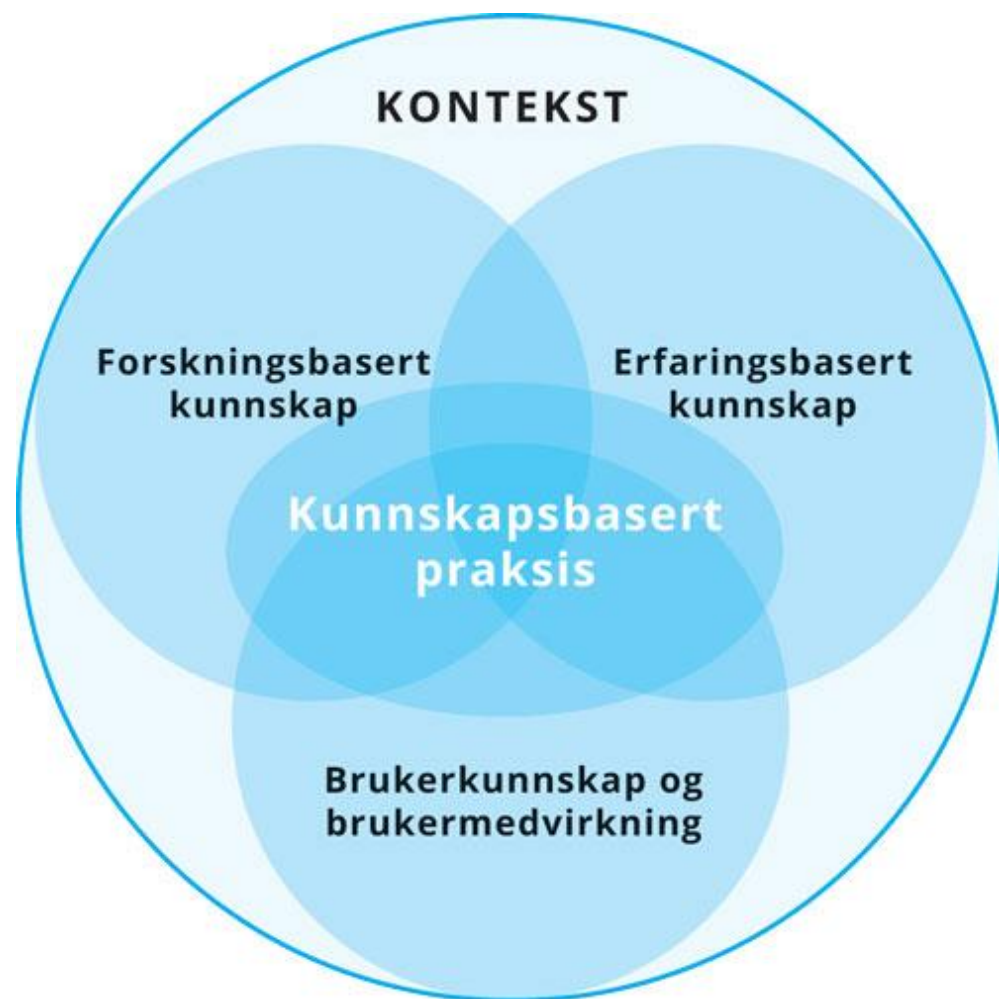 KONTEKST
Forskningsbasert
kunnskap
Erfaringsbasert
kunnskap
Kunnskapsbasert
praksis
Brukerkunnskap og
brukermedvirkning